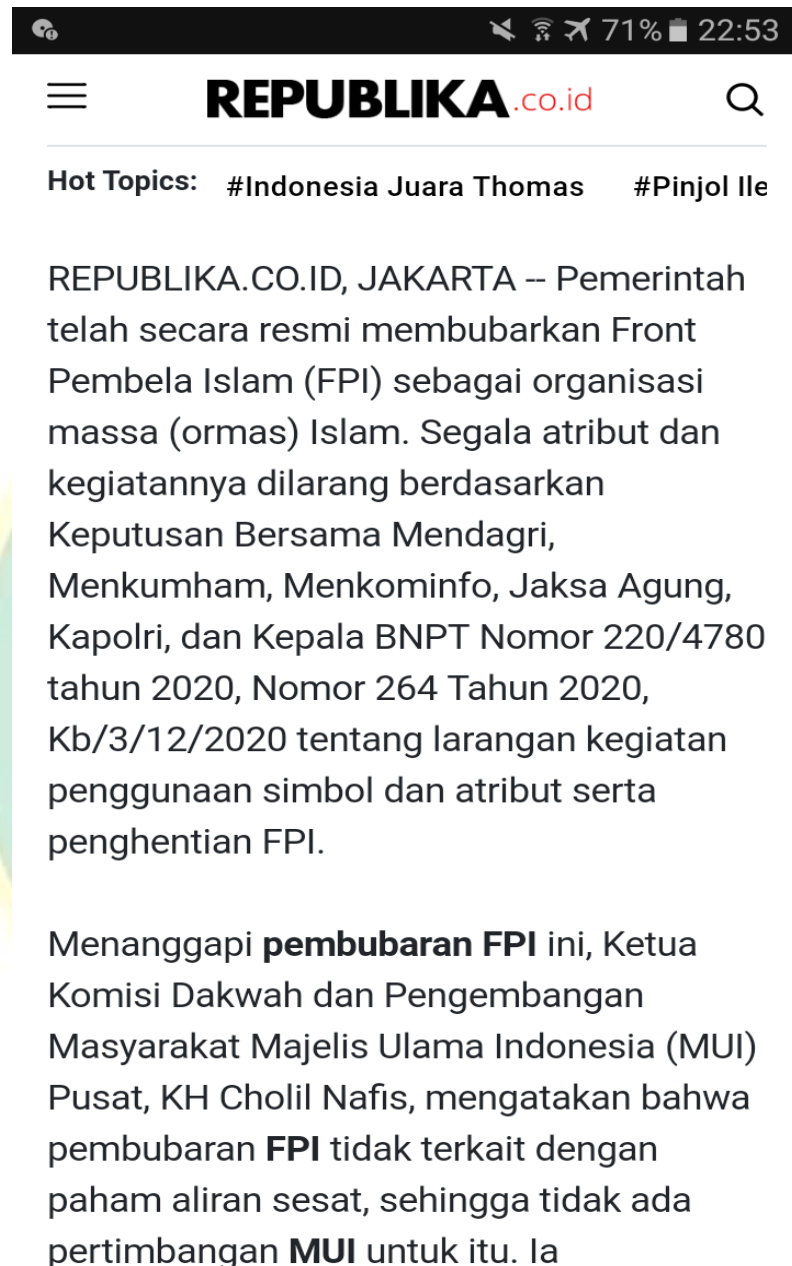 71% 22:53
REPUBLIKA.co.id
Hot Topics: #Indonesia Juara Thomas #Pinjol Ile
REPUBLIKA.CO.ID, JAKARTA -- Pemerintah
telah secara resmi membubarkan Front
Pembela Islam (FPI) sebagai organisasi
massa (ormas) Islam. Segala atribut dan
kegiatannya dilarang berdasarkan
Keputusan Bersama Mendagri,
Menkumham, Menkominfo, Jaksa Agung,
Kapolri, dan Kepala BNPT Nomor 220/4780
tahun 2020, Nomor 264 Tahun 2020,
Kb/3/12/2020 tentang larangan kegiatan
penggunaan simbol dan atribut serta
penghentian FPI.
Menanggapi pembubaran FPI ini, Ketua
Komisi Dakwah dan Pengembangan
Masyarakat Majelis Ulama Indonesia (MUI)
Pusat, KH Cholil Nafis, mengatakan bahwa
pembubaran FPI tidak terkait dengan
paham aliran sesat, sehingga tidak ada
pertimbangan MUI untuk itu. Ia